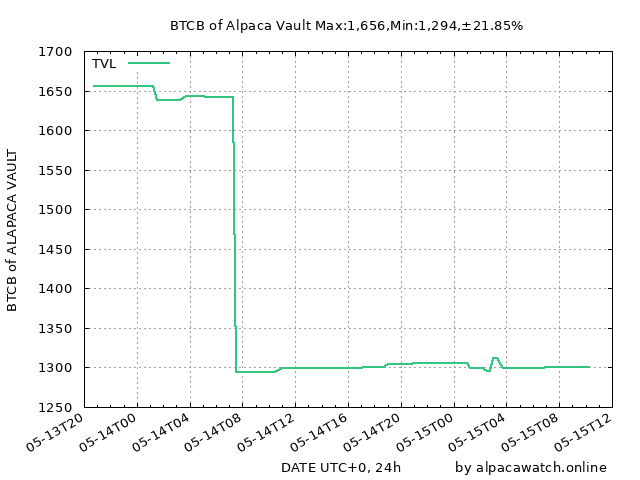 BTCB of Alpaca Vault Max:1,656,Min:1,294,±21.85%
TVL
1700
1650
1600
1550
1500
1450
1400
1350
1300
1250
BTCB of ALAPACA VAULT
05-13T20
05-14T00
05-14T04
05-14T08
05-14T12
05-14T16
05-14T20
05-15T00
05-15T04
05-15T08
05-15T12
DATE UTC+0, 24h
by alpacawatch.online